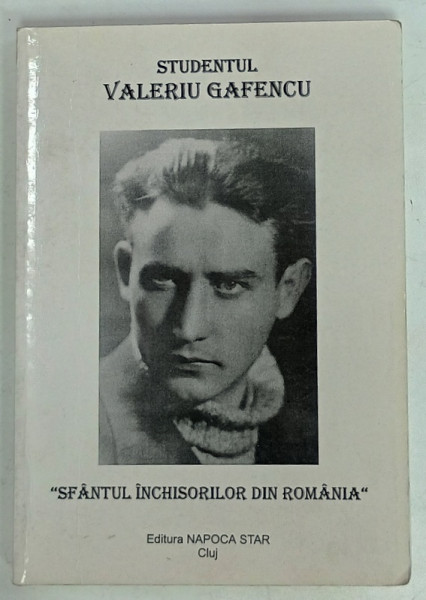 STUDENTUL
VALERIU GAFENCU
“SFÂNTUL ÎNCHISORILOR DIN ROMÂNIA“
Editura NAPOCA STAR
Cluj